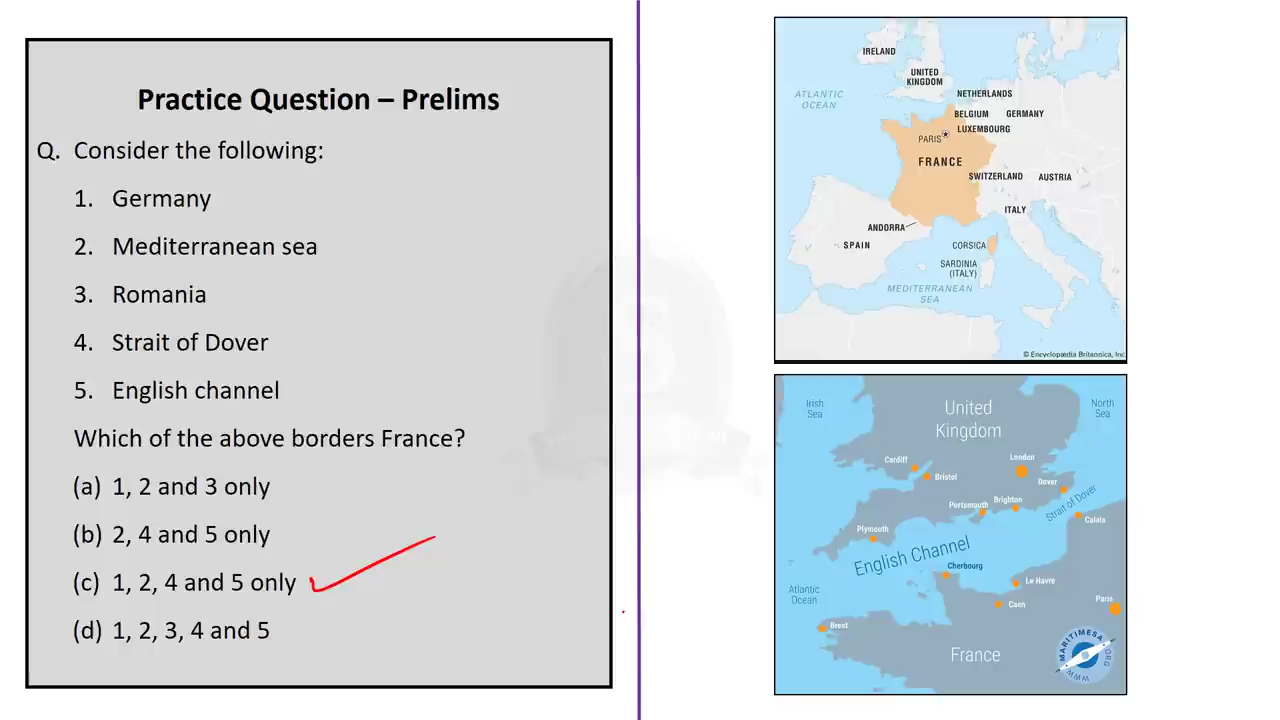 Practice Question – Prelims
Q. Consider the following:
1. Germany
2. Mediterranean sea
3. Romania
4. Strait of Dover
5. English channel
Which of the above borders France?
(a) 1, 2 and 3 only
(b) 2, 4 and 5 only
(c) 1, 2, 4 and 5 only
(d) 1, 2, 3, 4 and 5
IRELAND
UNITED
KINGDOM
ATLANTIC
OCEAN
NETHERLANDS
BELGIUM
GERMANY
LUXEMBOURG
PARIS
FRANCE
SWITZERLAND
AUSTRIA
ITALY
ANDORRA
SPAIN
CORSICA
SARDINIA
(ITALY)
MEDITERRANEAN
SEA
© Encyclopædia Britannica, Inc.
Irish
Sea
United
Kingdom
North
Sea
Cardiff
Bristol
London
Dover
Portsmouth
Brighton
Strait of Dover
Calais
Plymouth
English Channel
Cherbourg
Le Havre
Atlantic
Ocean
Caen
Paris
Brest
France
MARITIMESA
.ORG
WWW.